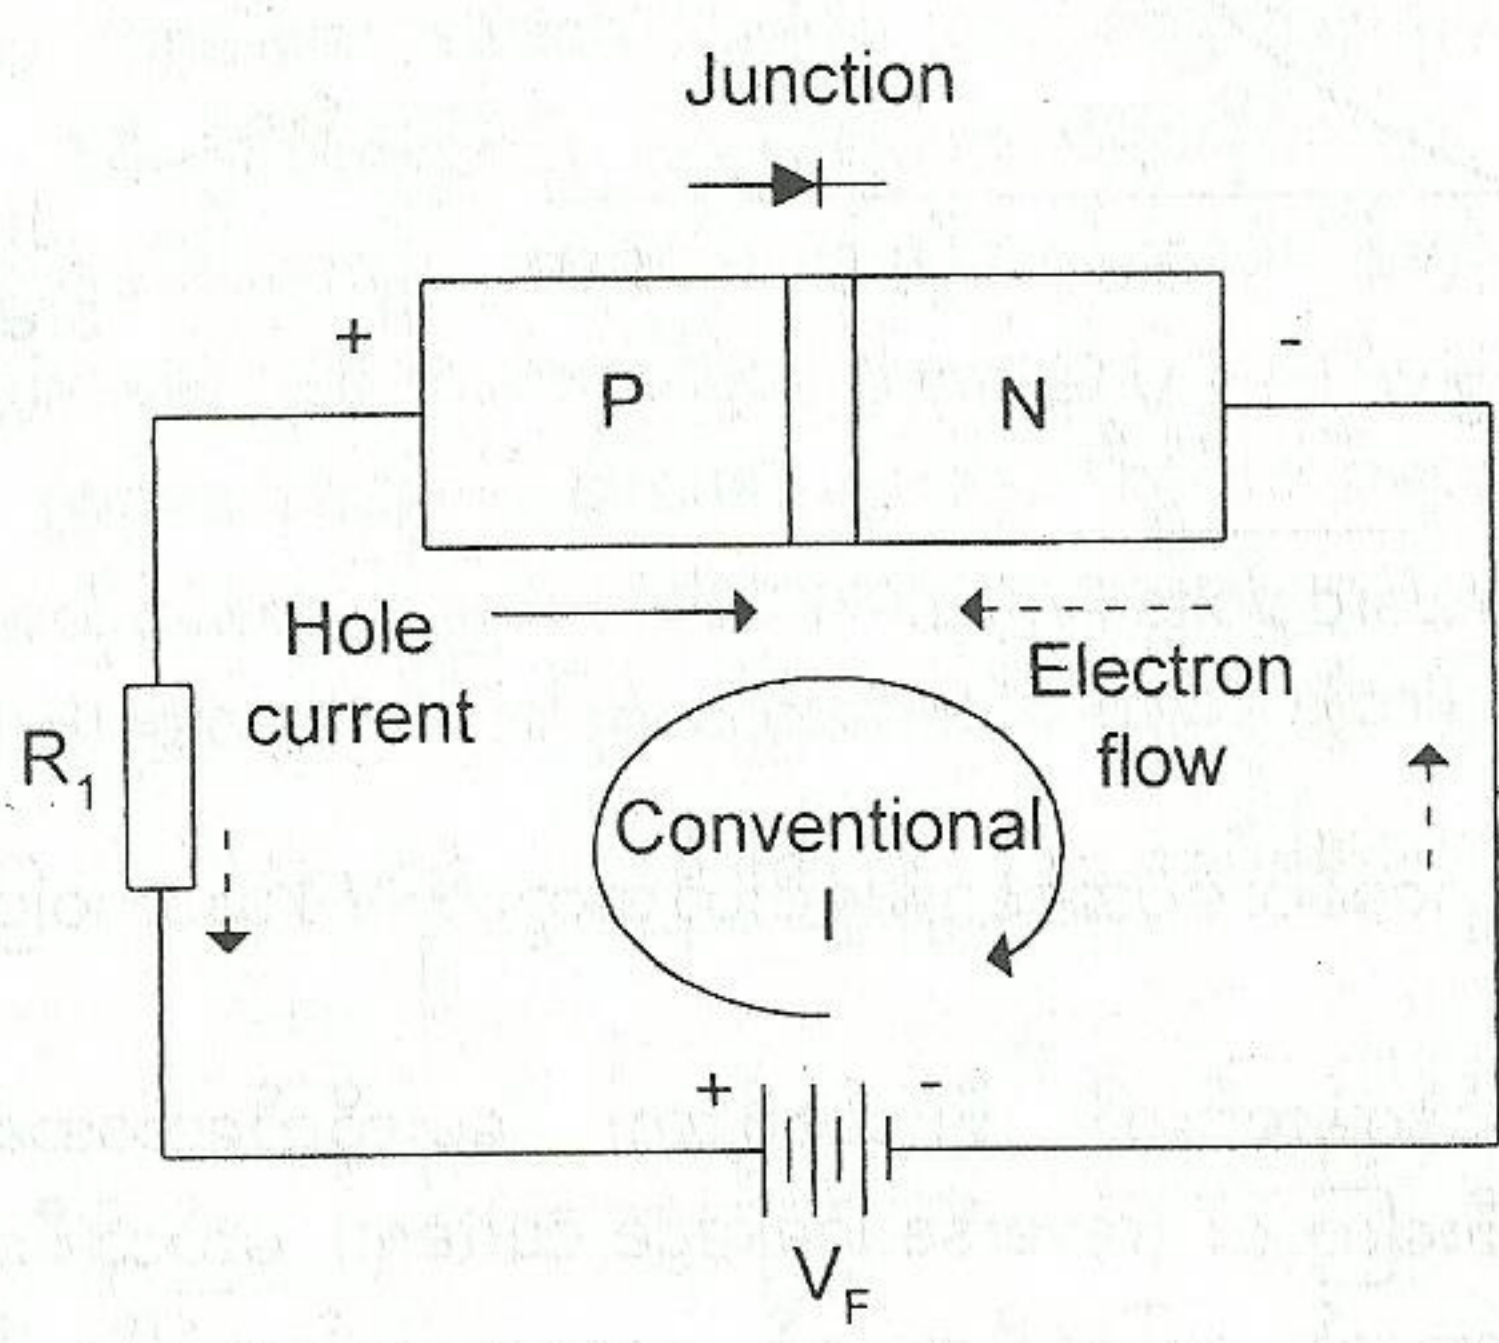 Junction
+
-
P
N
Hole
current
Electron
flow
R1
Conventional
I
+
-
VF